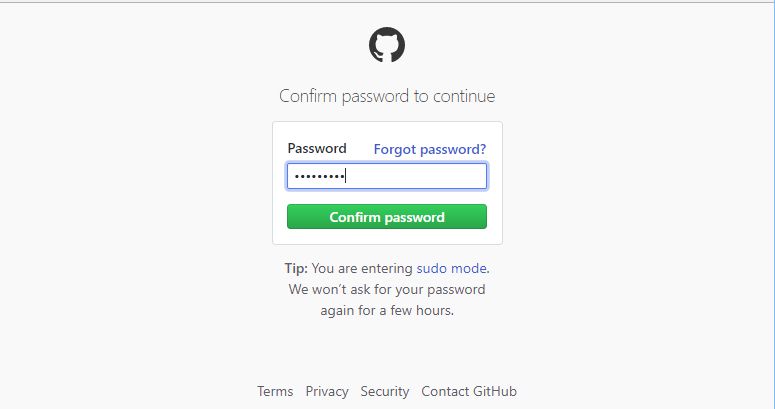 Confirm password to continue
Password Forgot password?
•••••••••
Confirm password
Tip: You are entering sudo mode.
We won’t ask for your password
again for a few hours.
Terms Privacy Security Contact GitHub